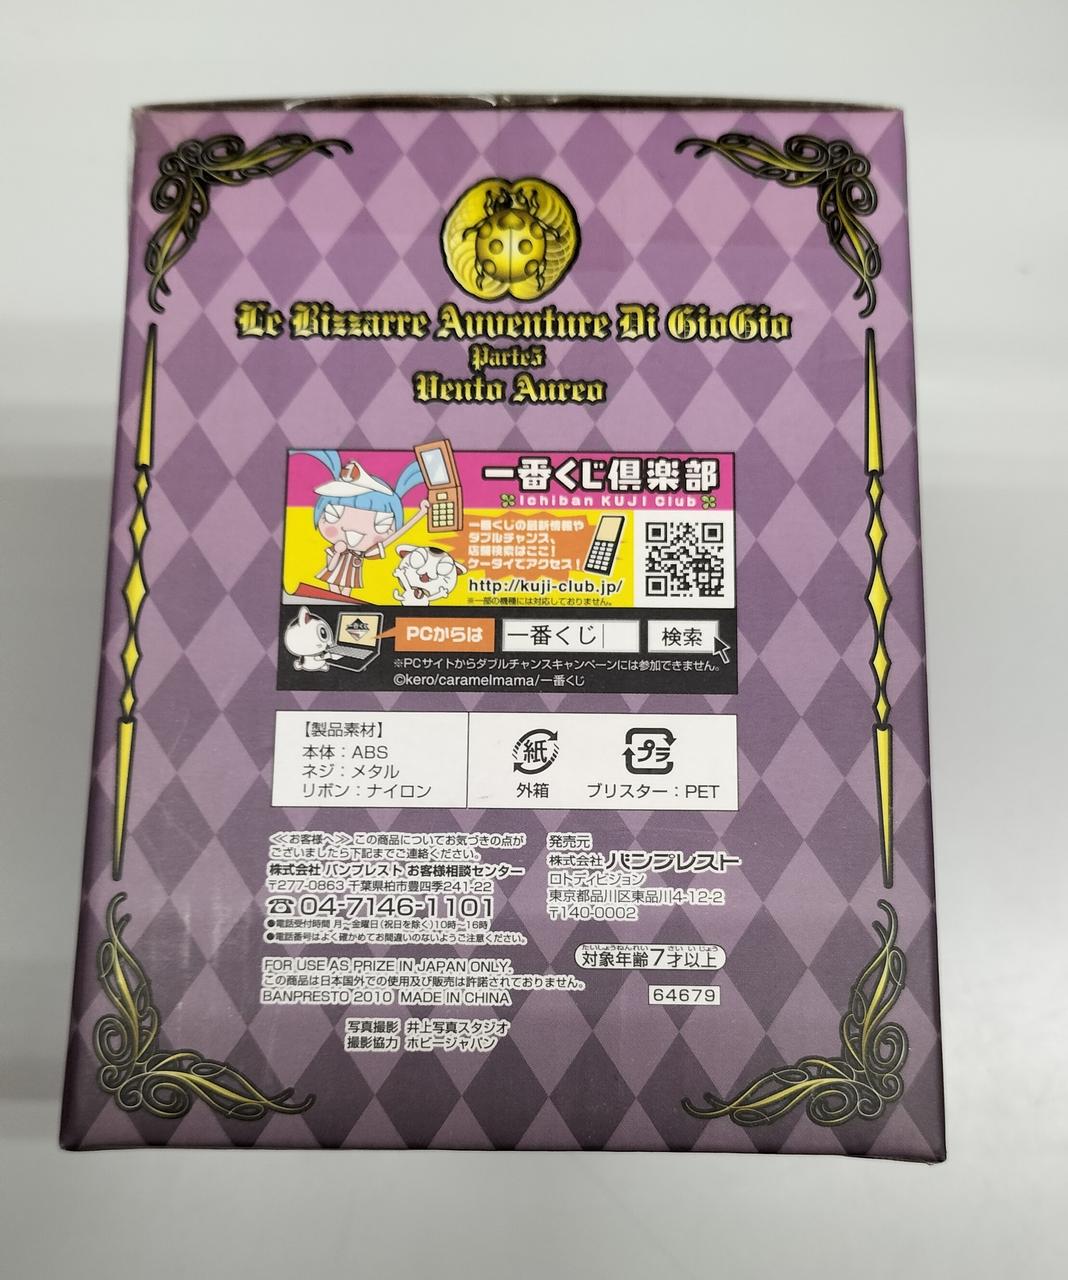 Le Bizzarre Avventure Di GioGio
Parte5
Vento Aureo
一番くじ倶楽部
Ichiban KUJI Club
一番くじの最新情報や
ダブルチャンス、
店舗検索はここ!
ケータイでアクセス!
http://kuji-club.jp/
※一部の機種には対応しておりません。
PCからは 一番くじ 検索
※PCサイトからダブルチャンスキャンペーンには参加できません。
©kero/caramelmama/一番くじ
【製品素材】
本体:ABS
ネジ:メタル
リボン:ナイロン
紙
外箱
プラ
ブリスター:PET
≪お客様へ≫この商品についてお気づきの点が
ございましたら下記までご連絡ください。
株式会社 バンプレスト お客様相談センター
〒277-0863 千葉県柏市豊四季241-22
☎ 04-7146-1101
●電話受付時間 月~金曜日(祝日を除く)10時~16時
●電話番号はよく確かめてお間違いのないようご注意ください。
発売元
株式会社 バンプレスト
ロトディビジョン
東京都品川区東品川4-12-2
〒140-0002
たいしょうねんれい さい いじょう
対象年齢7才以上
64679
FOR USE AS PRIZE IN JAPAN ONLY.
この商品は日本国外での使用及び販売は許諾されておりません。
BANPRESTO 2010 MADE IN CHINA
写真撮影 井上写真スタジオ
撮影協力 ホビージャパン